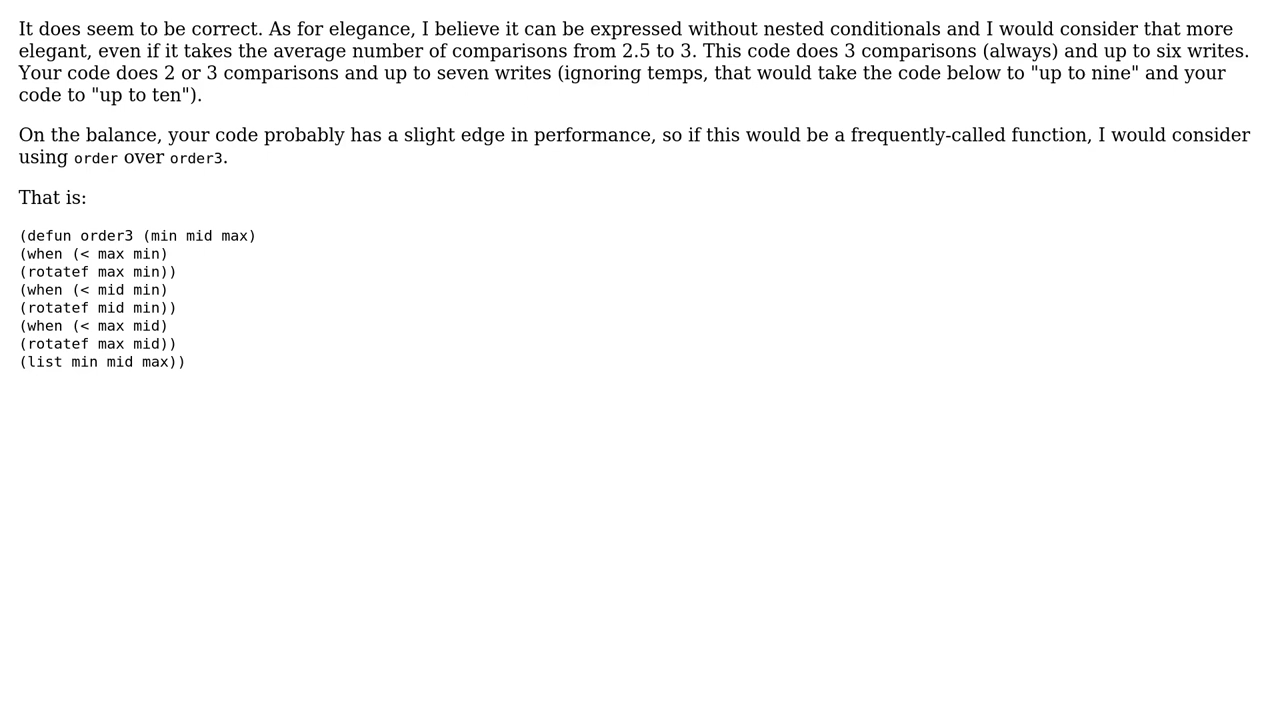 It does seem to be correct. As for elegance, I believe it can be expressed without nested conditionals and I would consider that more
elegant, even if it takes the average number of comparisons from 2.5 to 3. This code does 3 comparisons (always) and up to six writes.
Your code does 2 or 3 comparisons and up to seven writes (ignoring temps, that would take the code below to "up to nine" and your
code to "up to ten").
On the balance, your code probably has a slight edge in performance, so if this would be a frequently-called function, I would consider
using order over order3.
That is:
(defun order3 (min mid max)
(when (< max min)
(rotatef max min))
(when (< mid min)
(rotatef mid min))
(when (< max mid)
(rotatef max mid))
(list min mid max))